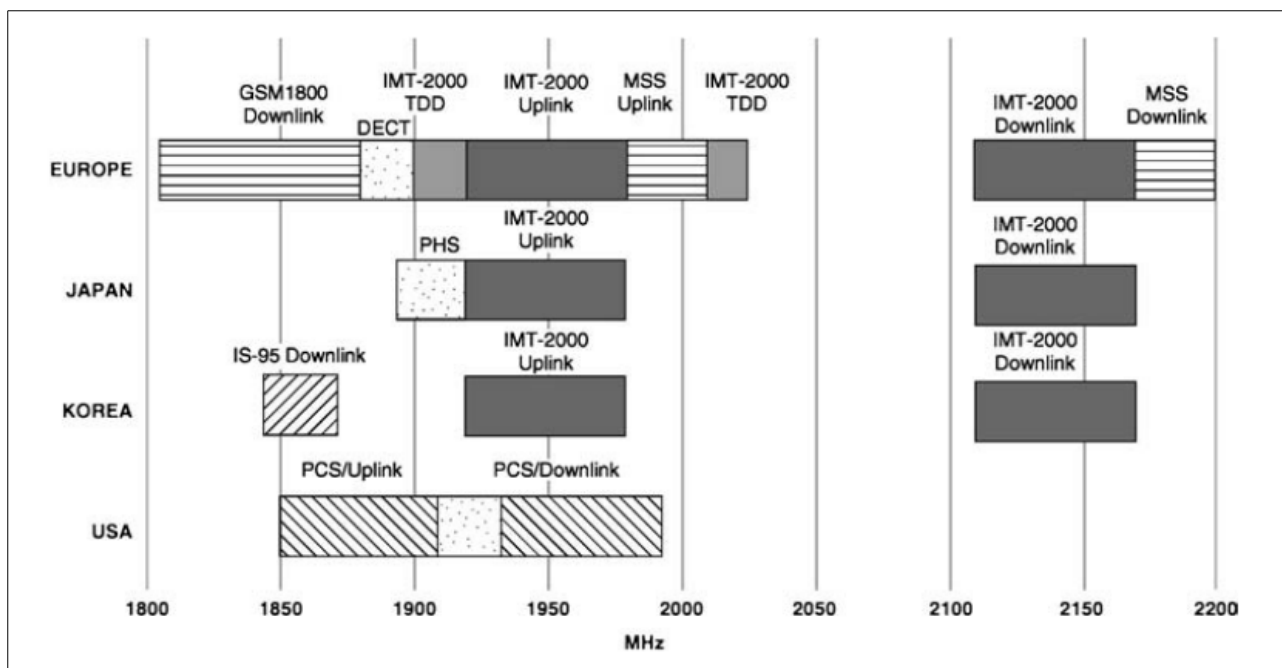 GSM1800
Downlink
DECT
IMT-2000
TDD
IMT-2000
Uplink
MSS
Uplink
IMT-2000
TDD
IMT-2000
Downlink
MSS
Downlink
EUROPE
PHS
IMT-2000
Uplink
IMT-2000
Downlink
JAPAN
IS-95 Downlink
IMT-2000
Uplink
IMT-2000
Downlink
KOREA
PCS/Uplink
PCS/Downlink
USA
1800 1850 1900 1950 2000 2050 2100 2150 2200
MHz